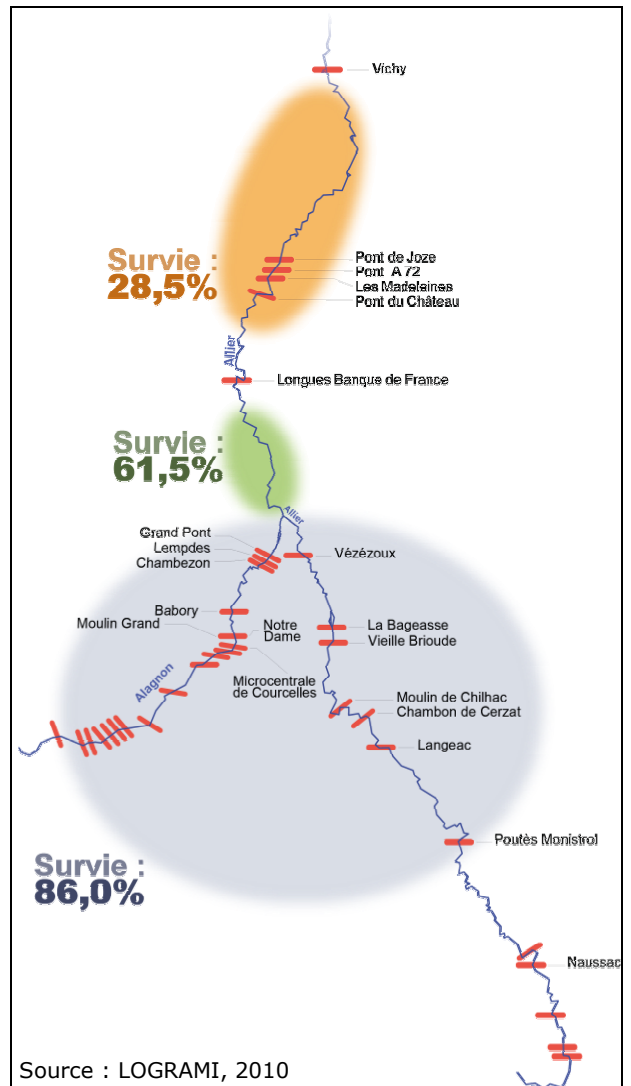 Vichy
Survie :
28,5%
Pont de Joze
Pont A 72
Les Madeleines
Pont du Château
Allier
Longues Banque de France
Survie :
61,5%
Allier
Grand Pont
Lempdes
Chambezon
Vézézoux
Babory
Moulin Grand
Notre
Dame
La Bageasse
Vieille Brioude
Microcentrale
de Courcelles
Alagnon
Moulin de Chilhac
Chambon de Cerzat
Langeac
Survie :
86,0%
Poutès Monistrol
Naussac
Source : LOGRAMI, 2010